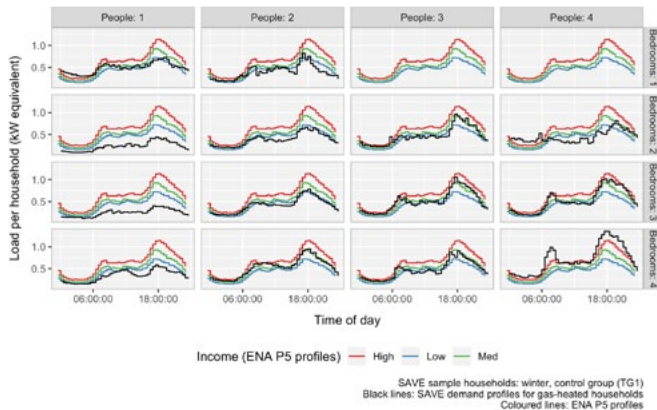 People: 1
People: 2
People: 3
People: 4
Load per household (kW equivalent)
1.0
0.5
Bedrooms: 1
1.0
0.5
Bedrooms: 2
1.0
0.5
Bedrooms: 3
1.0
0.5
Bedrooms: 4
06:00:00 18:00:00 06:00:00 18:00:00 06:00:00 18:00:00 06:00:00 18:00:00
Time of day
Income (ENA P5 profiles) High Low Med
SAVE sample households: winter, control group (TG1)
Black lines: SAVE demand profiles for gas-heated households
Coloured lines: ENA P5 profiles